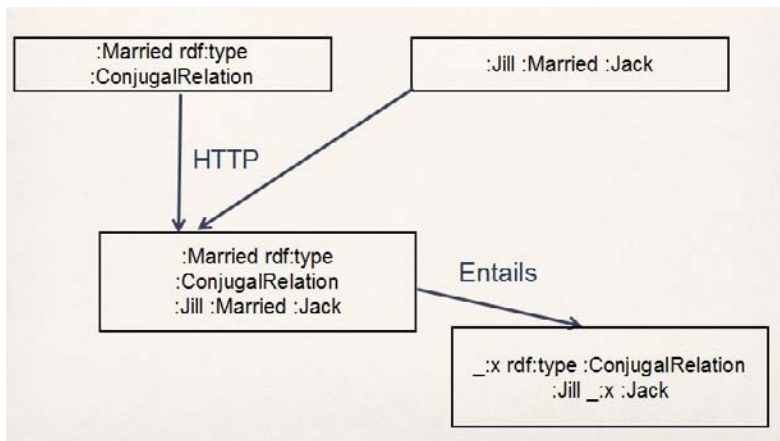 :Married rdf:type
:ConjugalRelation
:Jill :Married :Jack
HTTP
:Married rdf:type
:ConjugalRelation
:Jill :Married :Jack
Entails
_:x rdf:type :ConjugalRelation
:Jill _:x :Jack